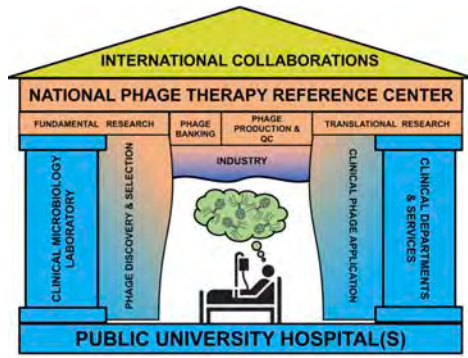 INTERNATIONAL COLLABORATIONS
NATIONAL PHAGE THERAPY REFERENCE CENTER
FUNDAMENTAL RESEARCH
PHAGE
BANKING
PHAGE
PRODUCTION &
QC
TRANSLATIONAL RESEARCH
INDUSTRY
CLINICAL MICROBIOLOGY
LABORATORY
PHAGE DISCOVERY & SELECTION
CLINICAL PHAGE APPLICATION
CLINICAL DEPARTMENTS
& SERVICES
PUBLIC UNIVERSITY HOSPITAL(S)